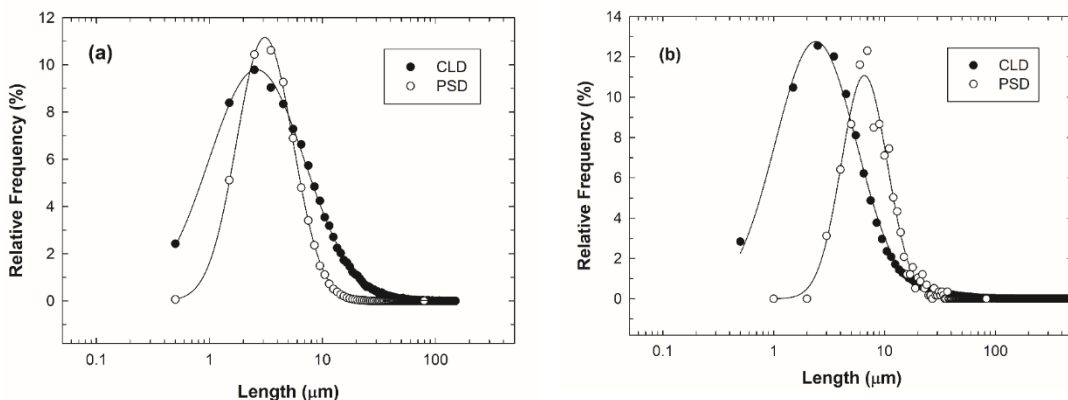 (a)
CLD
PSD
Relative Frequency (%)
12
10
8
6
4
2
0
0.1 1 10 100
Length (μm)
(b)
CLD
PSD
Relative Frequency (%)
14
12
10
8
6
4
2
0
0.1 1 10 100
Length (μm)